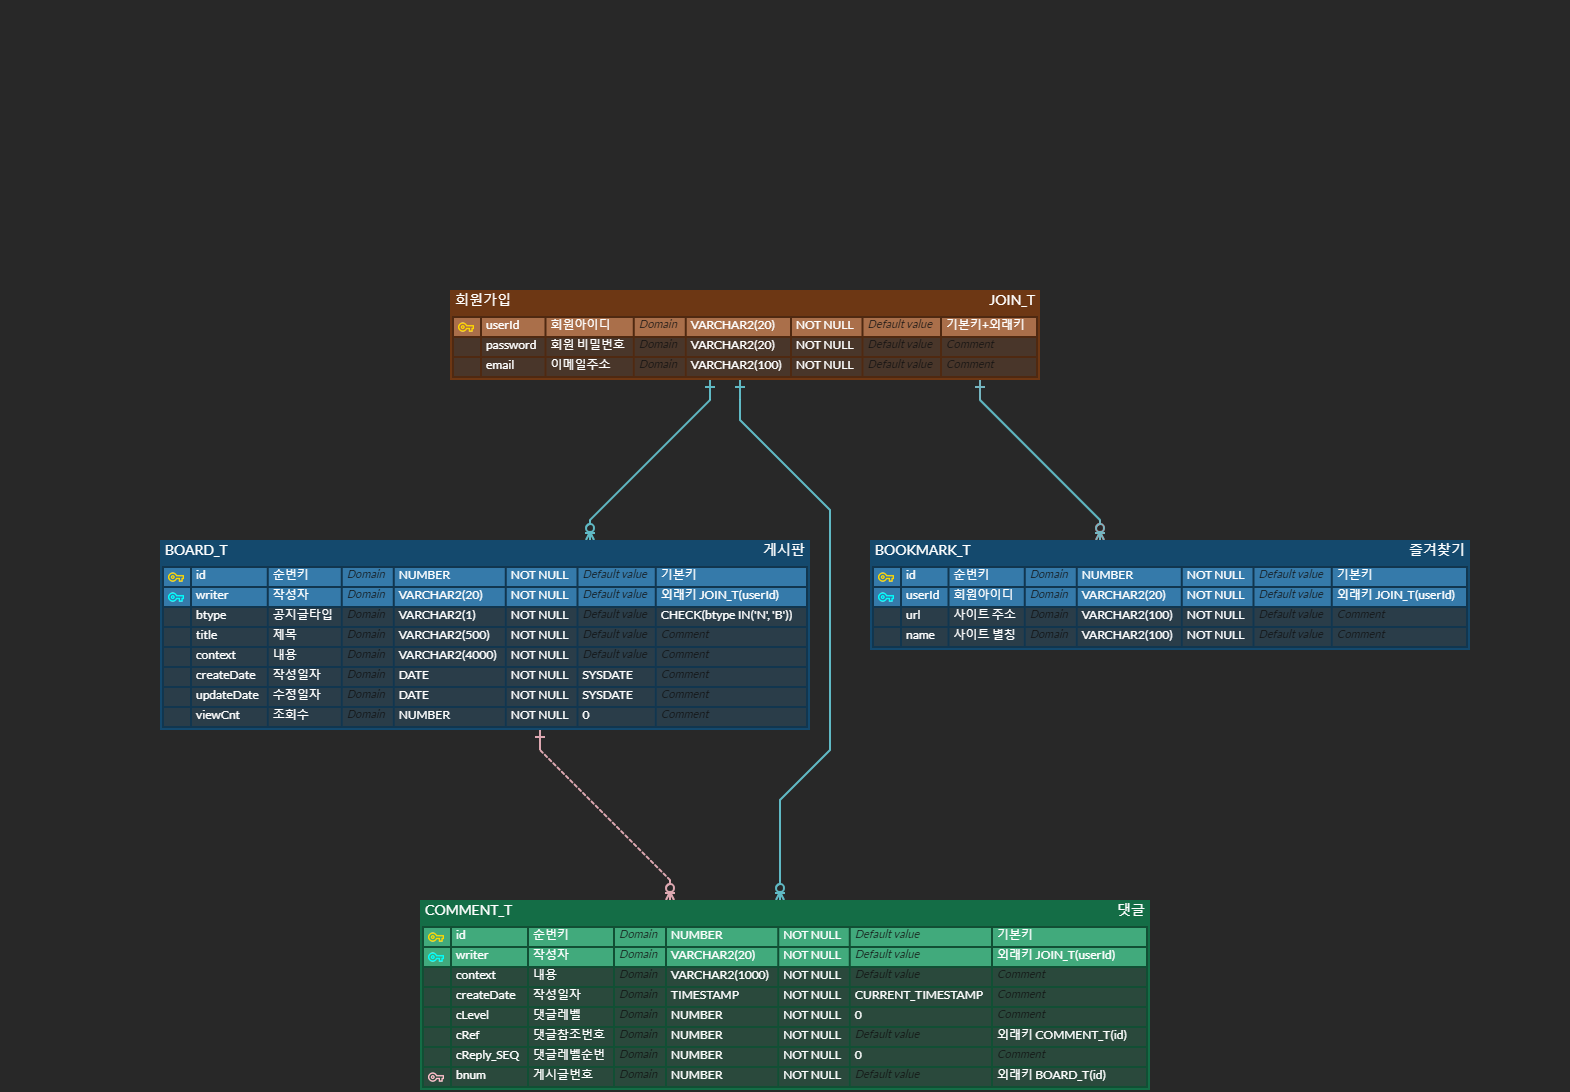 회원가입 JOIN_T
userId 회원아이디 Domain VARCHAR2(20) NOT NULL Default value 기본키+외래키
password 회원 비밀번호 Domain VARCHAR2(20) NOT NULL Default value Comment
email 이메일주소 Domain VARCHAR2(100) NOT NULL Default value Comment
BOARD_T 게시판
id 순번키 Domain NUMBER NOT NULL Default value 기본키
writer 작성자 Domain VARCHAR2(20) NOT NULL Default value 외래키 JOIN_T(userId)
btype 공지글타입 Domain VARCHAR2(1) NOT NULL Default value CHECK(btype IN('N', 'B'))
title 제목 Domain VARCHAR2(500) NOT NULL Default value Comment
context 내용 Domain VARCHAR2(4000) NOT NULL Default value Comment
createDate 작성일자 Domain DATE NOT NULL SYSDATE Comment
updateDate 수정일자 Domain DATE NOT NULL SYSDATE Comment
viewCnt 조회수 Domain NUMBER NOT NULL 0 Comment
BOOKMARK_T 즐겨찾기
id 순번키 Domain NUMBER NOT NULL Default value 기본키
userId 회원아이디 Domain VARCHAR2(20) NOT NULL Default value 외래키 JOIN_T(userId)
url 사이트 주소 Domain VARCHAR2(100) NOT NULL Default value Comment
name 사이트 별칭 Domain VARCHAR2(100) NOT NULL Default value Comment
COMMENT_T 댓글
id 순번키 Domain NUMBER NOT NULL Default value 기본키
writer 작성자 Domain VARCHAR2(20) NOT NULL Default value 외래키 JOIN_T(userId)
context 내용 Domain VARCHAR2(1000) NOT NULL Default value Comment
createDate 작성일자 Domain TIMESTAMP NOT NULL CURRENT_TIMESTAMP Comment
cLevel 댓글레벨 Domain NUMBER NOT NULL 0 Comment
cRef 댓글참조번호 Domain NUMBER NOT NULL Default value 외래키 COMMENT_T(id)
cReply_SEQ 댓글레벨순번 Domain NUMBER NOT NULL 0 Comment
bnum 게시글번호 Domain NUMBER NOT NULL Default value 외래키 BOARD_T(id)